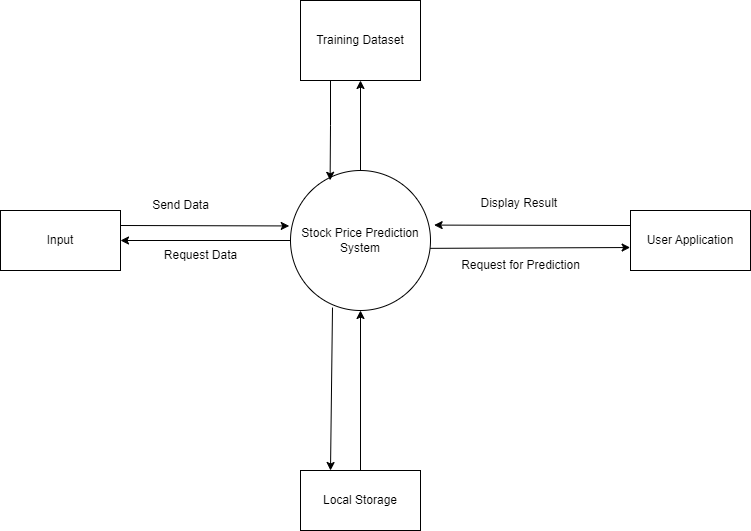 Training Dataset
Send Data
Display Result
Input
Stock Price Prediction
System
User Application
Request Data
Request for Prediction
Local Storage